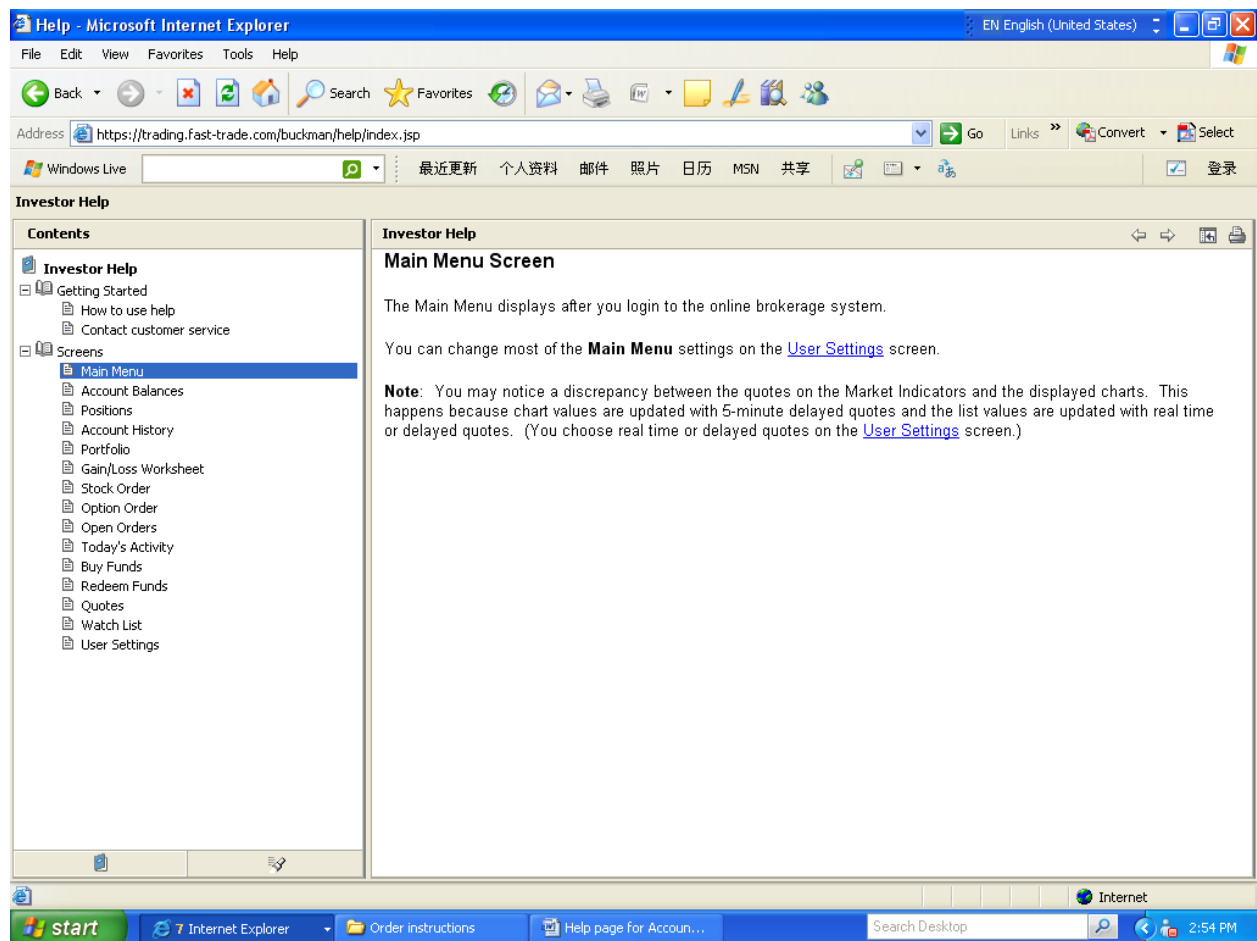 Help - Microsoft Internet Explorer
EN English (United States)
File Edit View Favorites Tools Help
Back Search Favorites
Address https://trading.fast-trade.com/buckman/help/index.jsp Go Links » Convert Select
Windows Live 最近更新 个人资料 邮件 照片 日历 MSN 共享 登录
Investor Help
Contents
Investor Help
Getting Started
How to use help
Contact customer service
Screens
Main Menu
Account Balances
Positions
Account History
Portfolio
Gain/Loss Worksheet
Stock Order
Option Order
Open Orders
Today's Activity
Buy Funds
Redeem Funds
Quotes
Watch List
User Settings
Investor Help
Main Menu Screen
The Main Menu displays after you login to the online brokerage system.
You can change most of the Main Menu settings on the User Settings screen.
Note: You may notice a discrepancy between the quotes on the Market Indicators and the displayed charts. This
happens because chart values are updated with 5-minute delayed quotes and the list values are updated with real time
or delayed quotes. (You choose real time or delayed quotes on the User Settings screen.)
Internet
start 7 Internet Explorer Order instructions Help page for Accoun... Search Desktop 2:54 PM